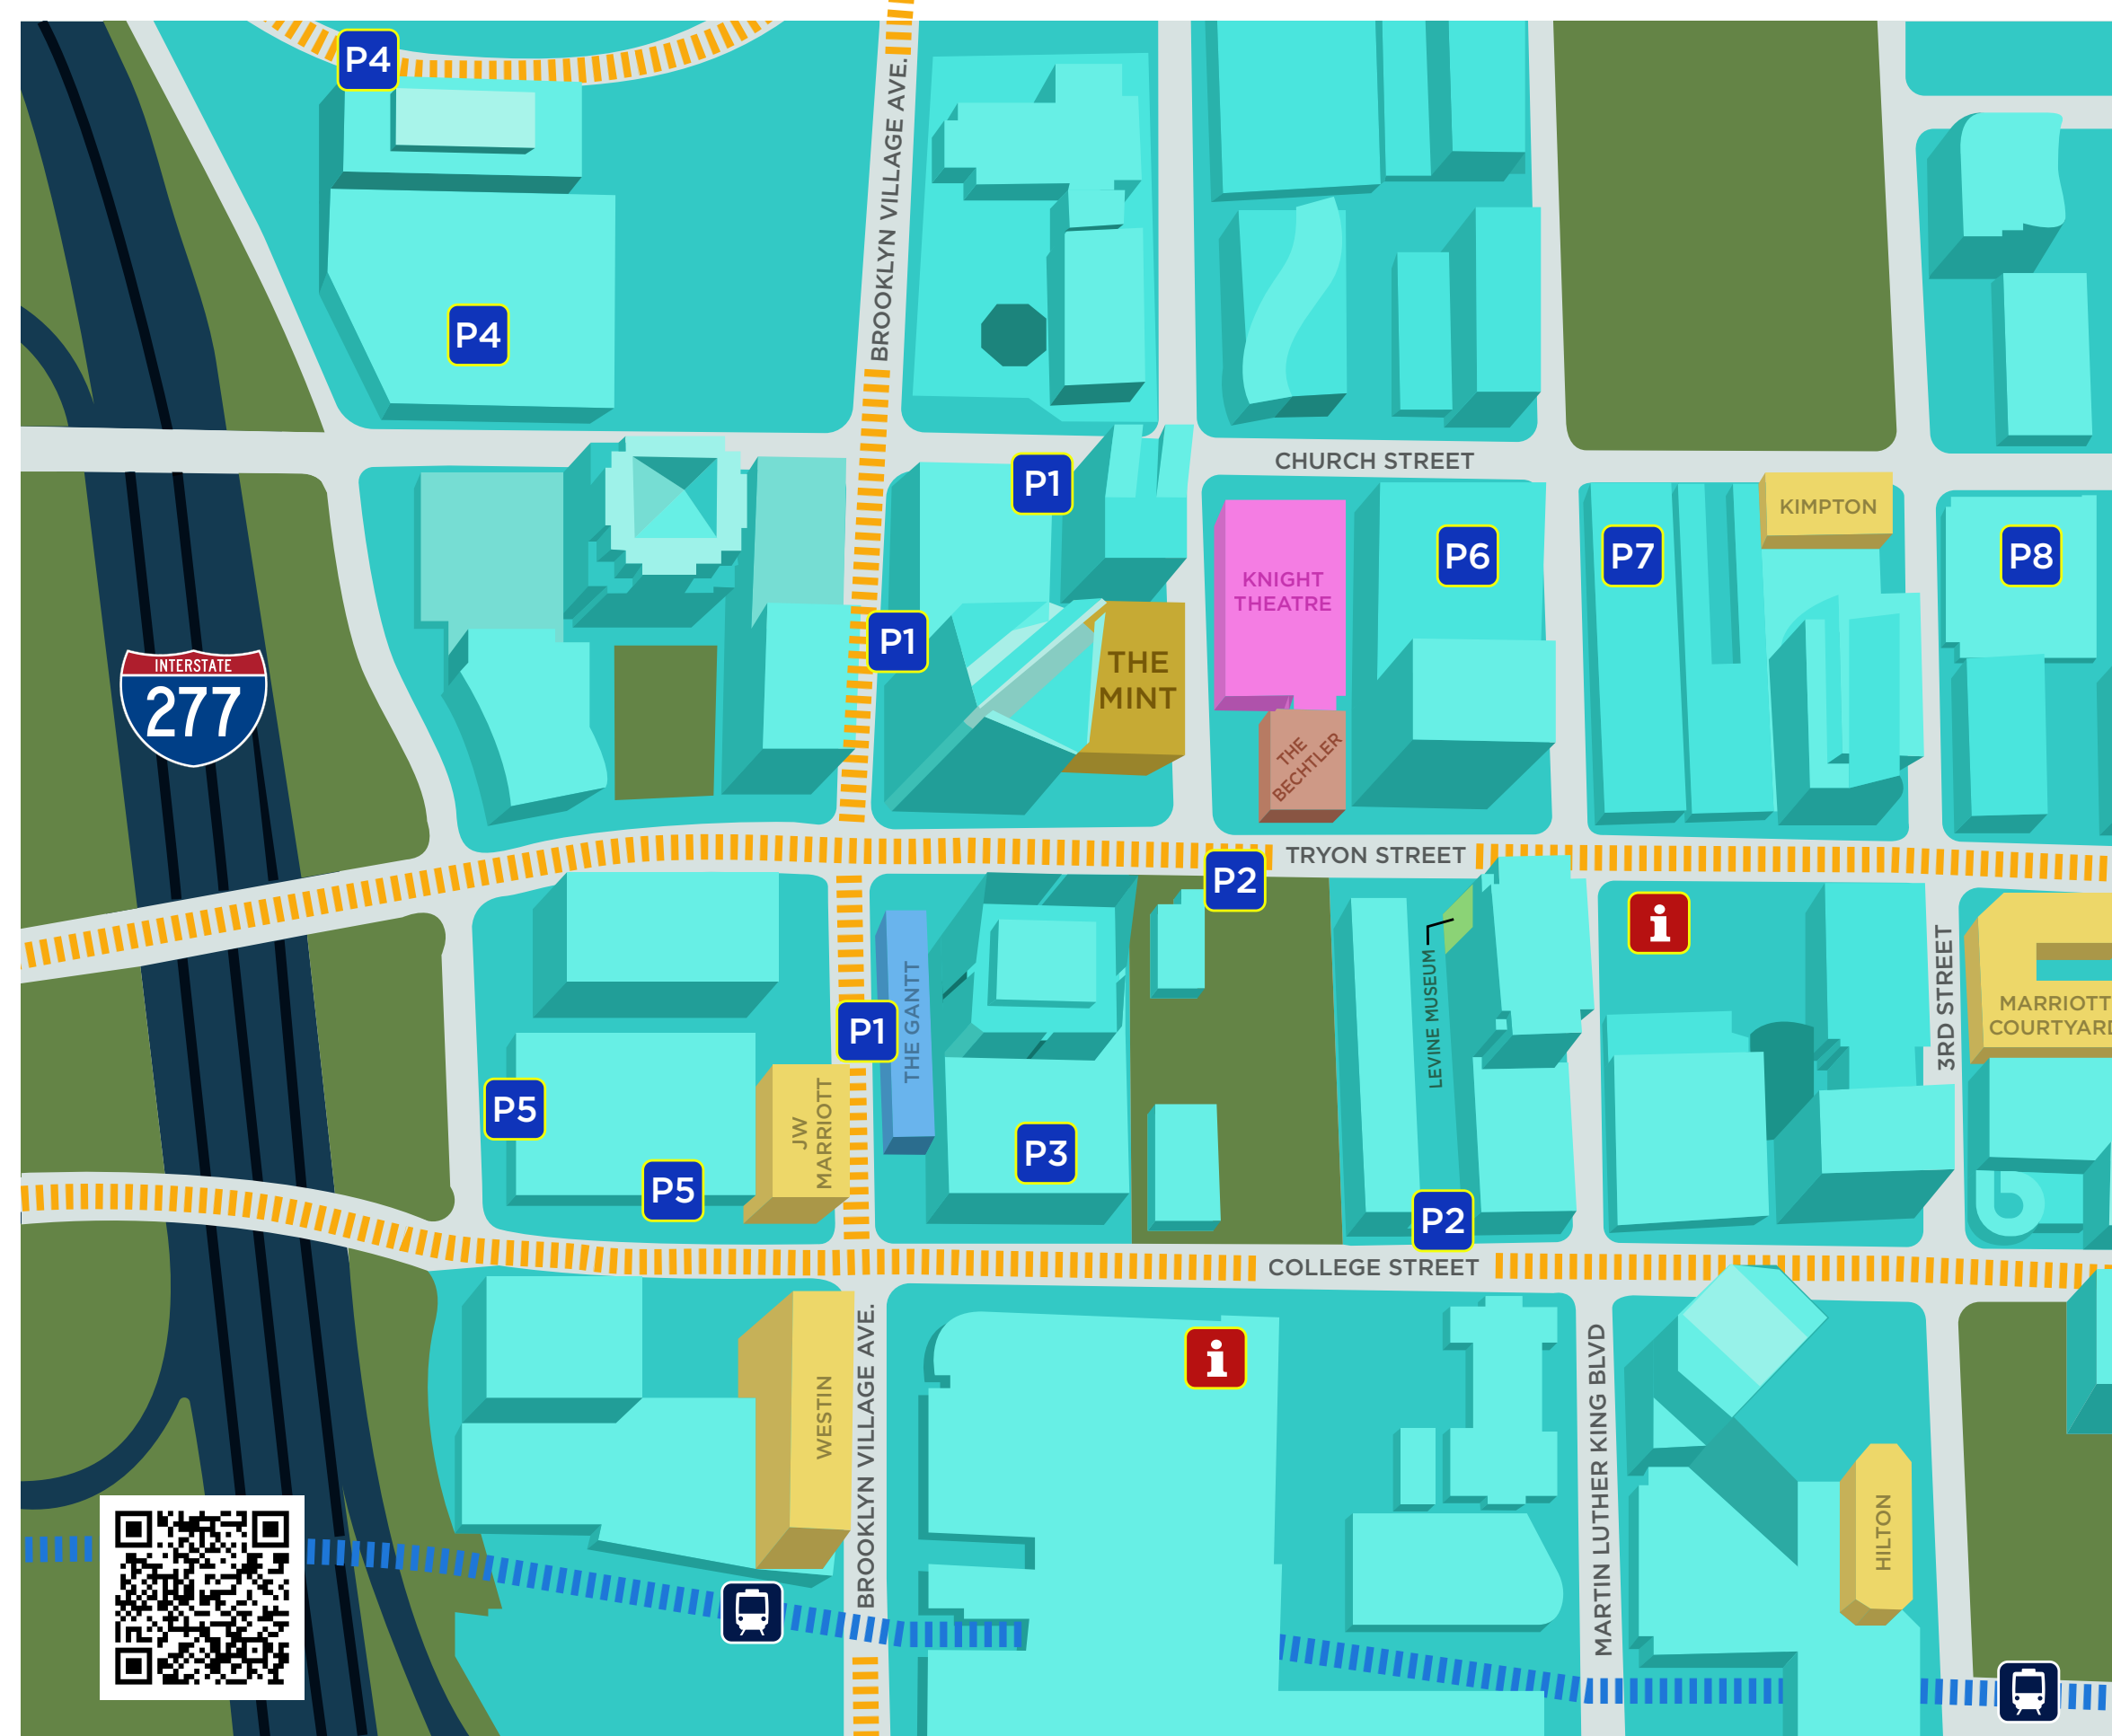 P4
BROOKLYN VILLAGE AVE.
P4
CHURCH STREET
P1
KIMPTON
P6
P7
P8
KNIGHT
THEATRE
P1
THE
MINT
INTERSTATE
277
THE
BECHTLER
TRYON STREET
P2
i
3RD STREET
MARRIOTT
COURTYARD
LEVINE MUSEUM
P1
THE GANTT
P5
JW
MARRIOTT
P3
P5
P2
COLLEGE STREET
BROOKLYN VILLAGE AVE.
i
MARTIN LUTHER KING BLVD
WESTIN
HILTON